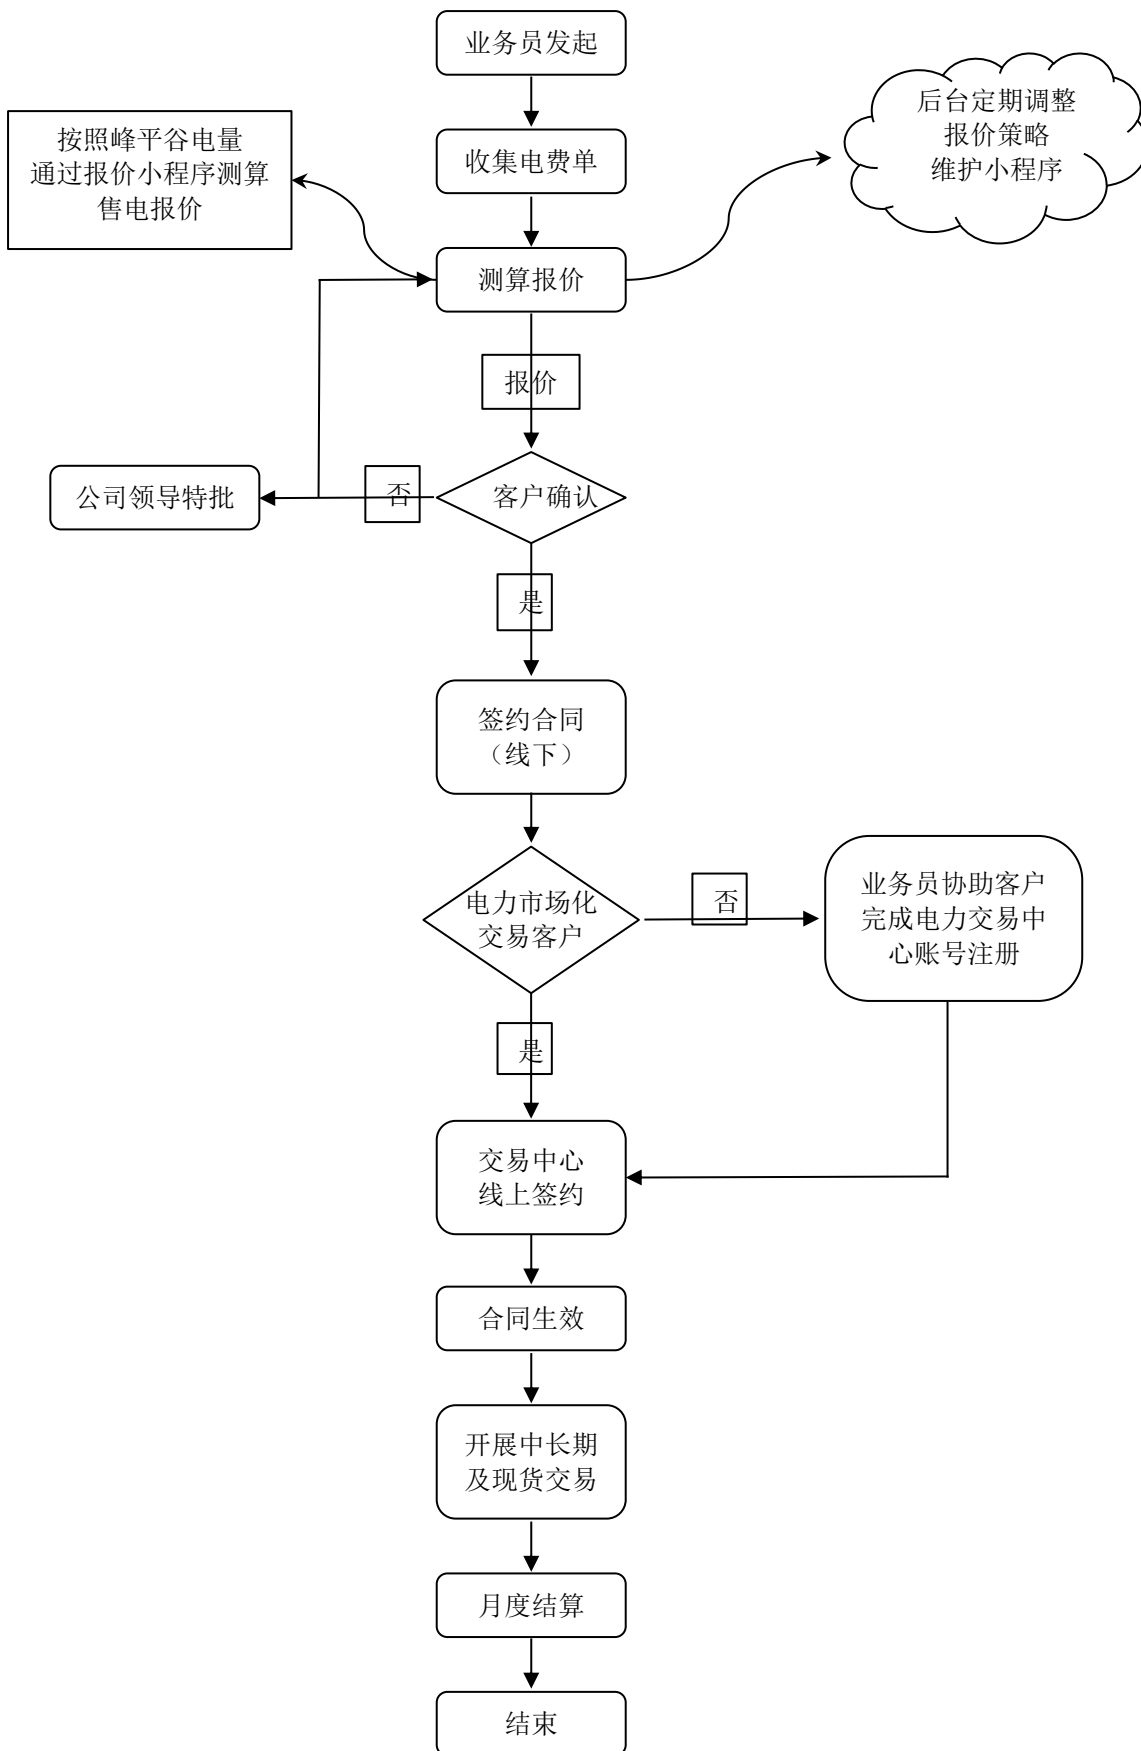 业务员发起
后台定期调整
报价策略
维护小程序
按照峰平谷电量
通过报价小程序测算
售电报价
收集电费单
测算报价
报价
客户确认
否
公司领导特批
是
签约合同
（线下）
电力市场化
交易客户
否
业务员协助客户
完成电力交易中
心账号注册
是
交易中心
线上签约
合同生效
开展中长期
及现货交易
月度结算
结束